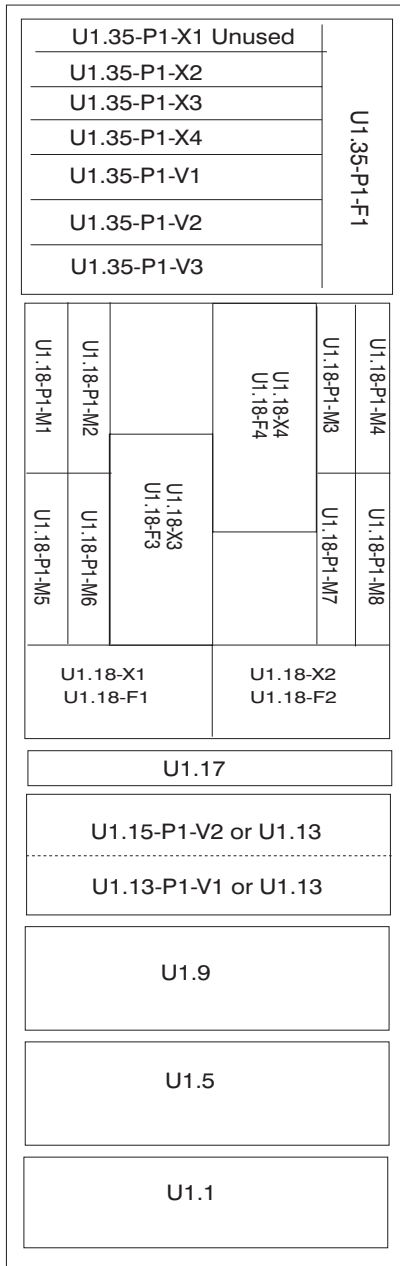 U1.35-P1-X1 Unused
U1.35-P1-X2
U1.35-P1-X3
U1.35-P1-X4
U1.35-P1-V1
U1.35-P1-V2
U1.35-P1-V3
U1.35-P1-F1
U1.18-P1-M1
U1.18-P1-M2
U1.18-X4
U1.18-F4
U1.18-P1-M3
U1.18-P1-M4
U1.18-P1-M5
U1.18-P1-M6
U1.18-X3
U1.18-F3
U1.18-P1-M7
U1.18-P1-M8
U1.18-X1
U1.18-F1
U1.18-X2
U1.18-F2
U1.17
U1.15-P1-V2 or U1.13
U1.13-P1-V1 or U1.13
U1.9
U1.5
U1.1